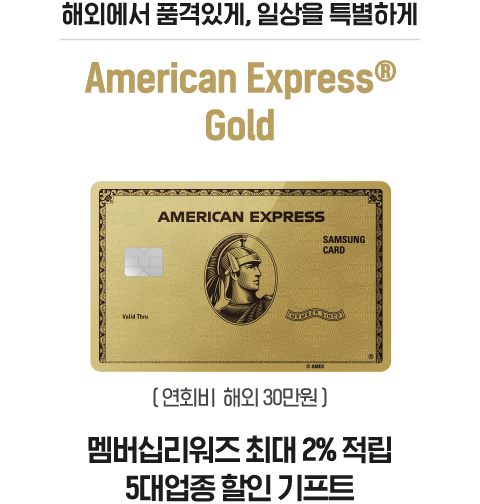 해외에서 품격있게, 일상을 특별하게
American Express®
Gold
AMERICAN EXPRESS
SAMSUNG
CARD
Valid Thru
MEMBER SINCE
®
© AMEX
( 연회비 해외 30만원 )
멤버십리워즈 최대 2% 적립
5대업종 할인 기프트